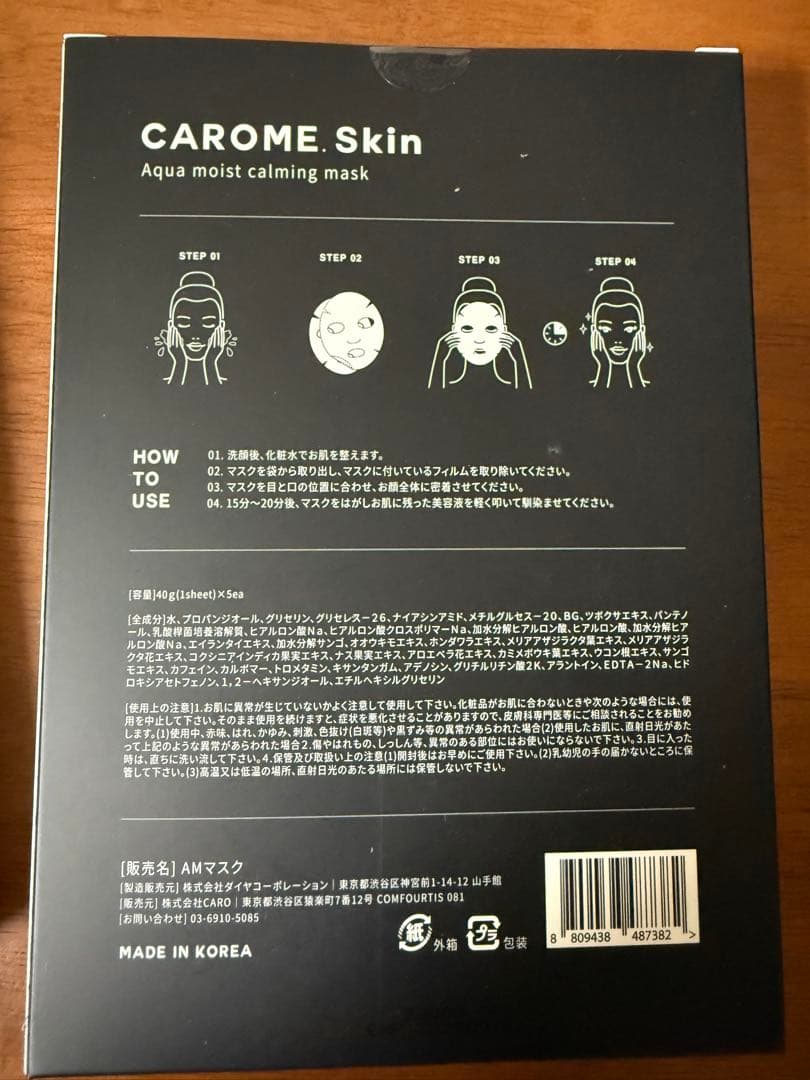 CAROME. Skin
Aqua moist calming mask
STEP 01
STEP 02
STEP 03
STEP 04
HOW
TO
USE
01. 洗顔後、化粧水でお肌を整えます。
02. マスクを袋から取り出し、マスクに付いているフィルムを取り除いてください。
03. マスクを目と口の位置に合わせ、お顔全体に密着させてください。
04. 15分〜20分後、マスクをはがしお肌に残った美容液を軽く叩いて馴染ませてください。
[容量]40g(1sheet)×5ea
[全成分]水、プロパンジオール、グリセリン、グリセレス-26、ナイアシンアミド、メチルグルセス-20、BG、ツボクサエキス、パンテノ
ール、乳酸桿菌培養溶解質、ヒアルロン酸Na、ヒアルロン酸クロスポリマーNa、加水分解ヒアルロン酸、ヒアルロン酸、加水分解ヒア
ルロン酸Na、エイランタイエキス、加水分解サンゴ、オオウキモエキス、ホンダワラエキス、メリアアザジラクタ葉エキス、メリアアザジラ
クタ花エキス、コクシニアインディカ果実エキス、ナス果実エキス、アロエベラ花エキス、カミメボウキ葉エキス、ウコン根エキス、サンゴ
モエキス、カフェイン、カルボマー、トロメタミン、キサンタンガム、アデノシン、グリチルリチン酸2K、アラントイン、EDTA-2Na、ヒド
ロキシアセトフェノン、1,2-ヘキサンジオール、エチルヘキシルグリセリン
[使用上の注意]1.お肌に異常が生じていないかよく注意して使用して下さい。化粧品がお肌に合わないときや次のような場合には、使
用を中止して下さい。そのまま使用を続けますと、症状を悪化させることがありますので、皮膚科専門医等にご相談されることをお勧め
します。(1)使用中、赤味、はれ、かゆみ、刺激、色抜け(白斑等)や黒ずみ等の異常があらわれた場合(2)使用したお肌に、直射日光があた
って上記のような異常があらわれた場合2.傷やはれもの、しっしん等、異常のある部位にはお使いにならないで下さい。3.目に入った
時は、直ちに洗い流して下さい。4.保管及び取扱い上の注意(1)開封後はお早めにご使用下さい。(2)乳幼児の手の届かないところに保
管して下さい。(3)高温又は低温の場所、直射日光のあたる場所には保管しないで下さい。
[販売名] AMマスク
[製造販売元] 株式会社ダイヤコーポレーション | 東京都渋谷区神宮前1-14-12 山手館
[販売元] 株式会社CARO | 東京都渋谷区猿楽町7番12号 COMFOURTIS 081
[お問い合わせ] 03-6910-5085
MADE IN KOREA
紙 外箱
プラ 包装
8 809438 487382 >